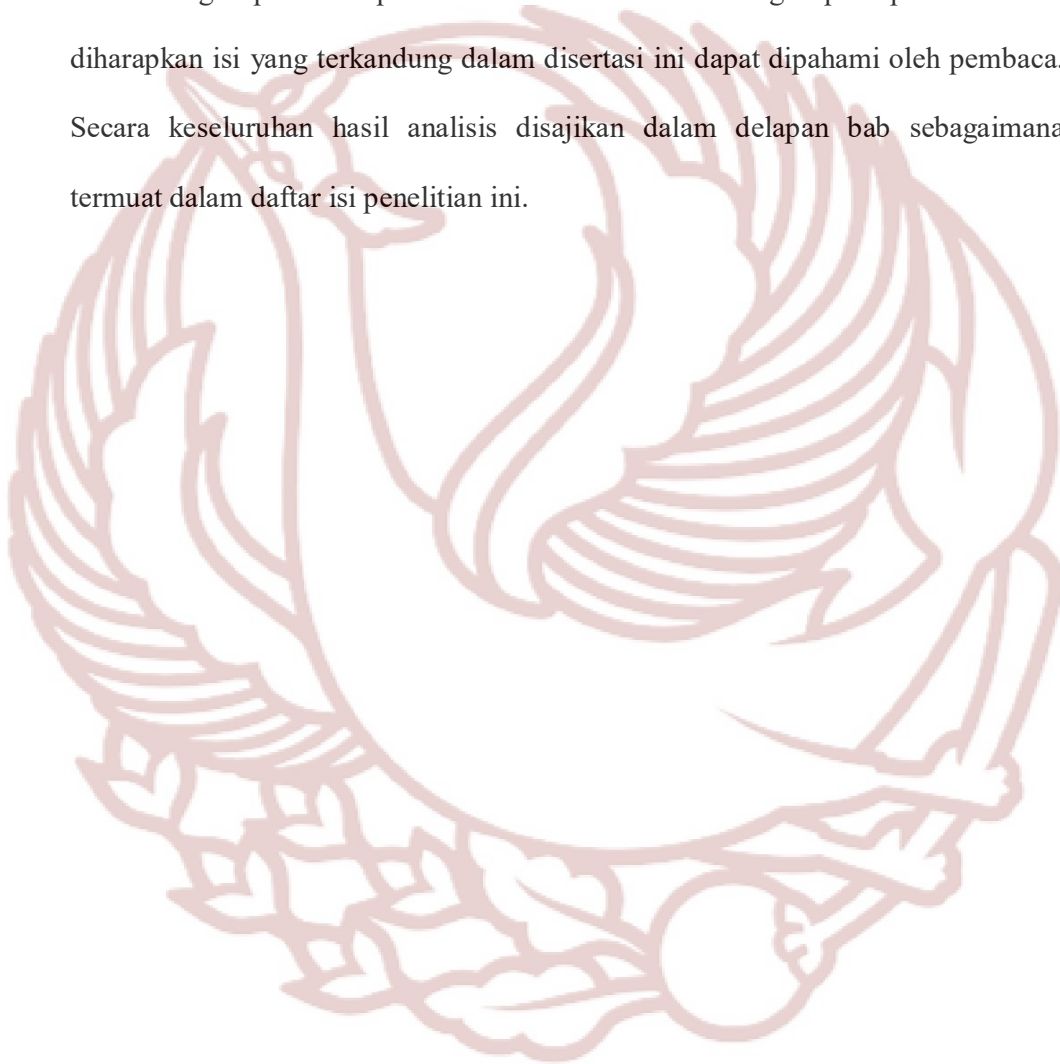 diharapkan isi yang terkandung dalam disertasi ini dapat dipahami oleh pembaca.
Secara keseluruhan hasil analisis disajikan dalam delapan bab sebagaimana
termuat dalam daftar isi penelitian ini.